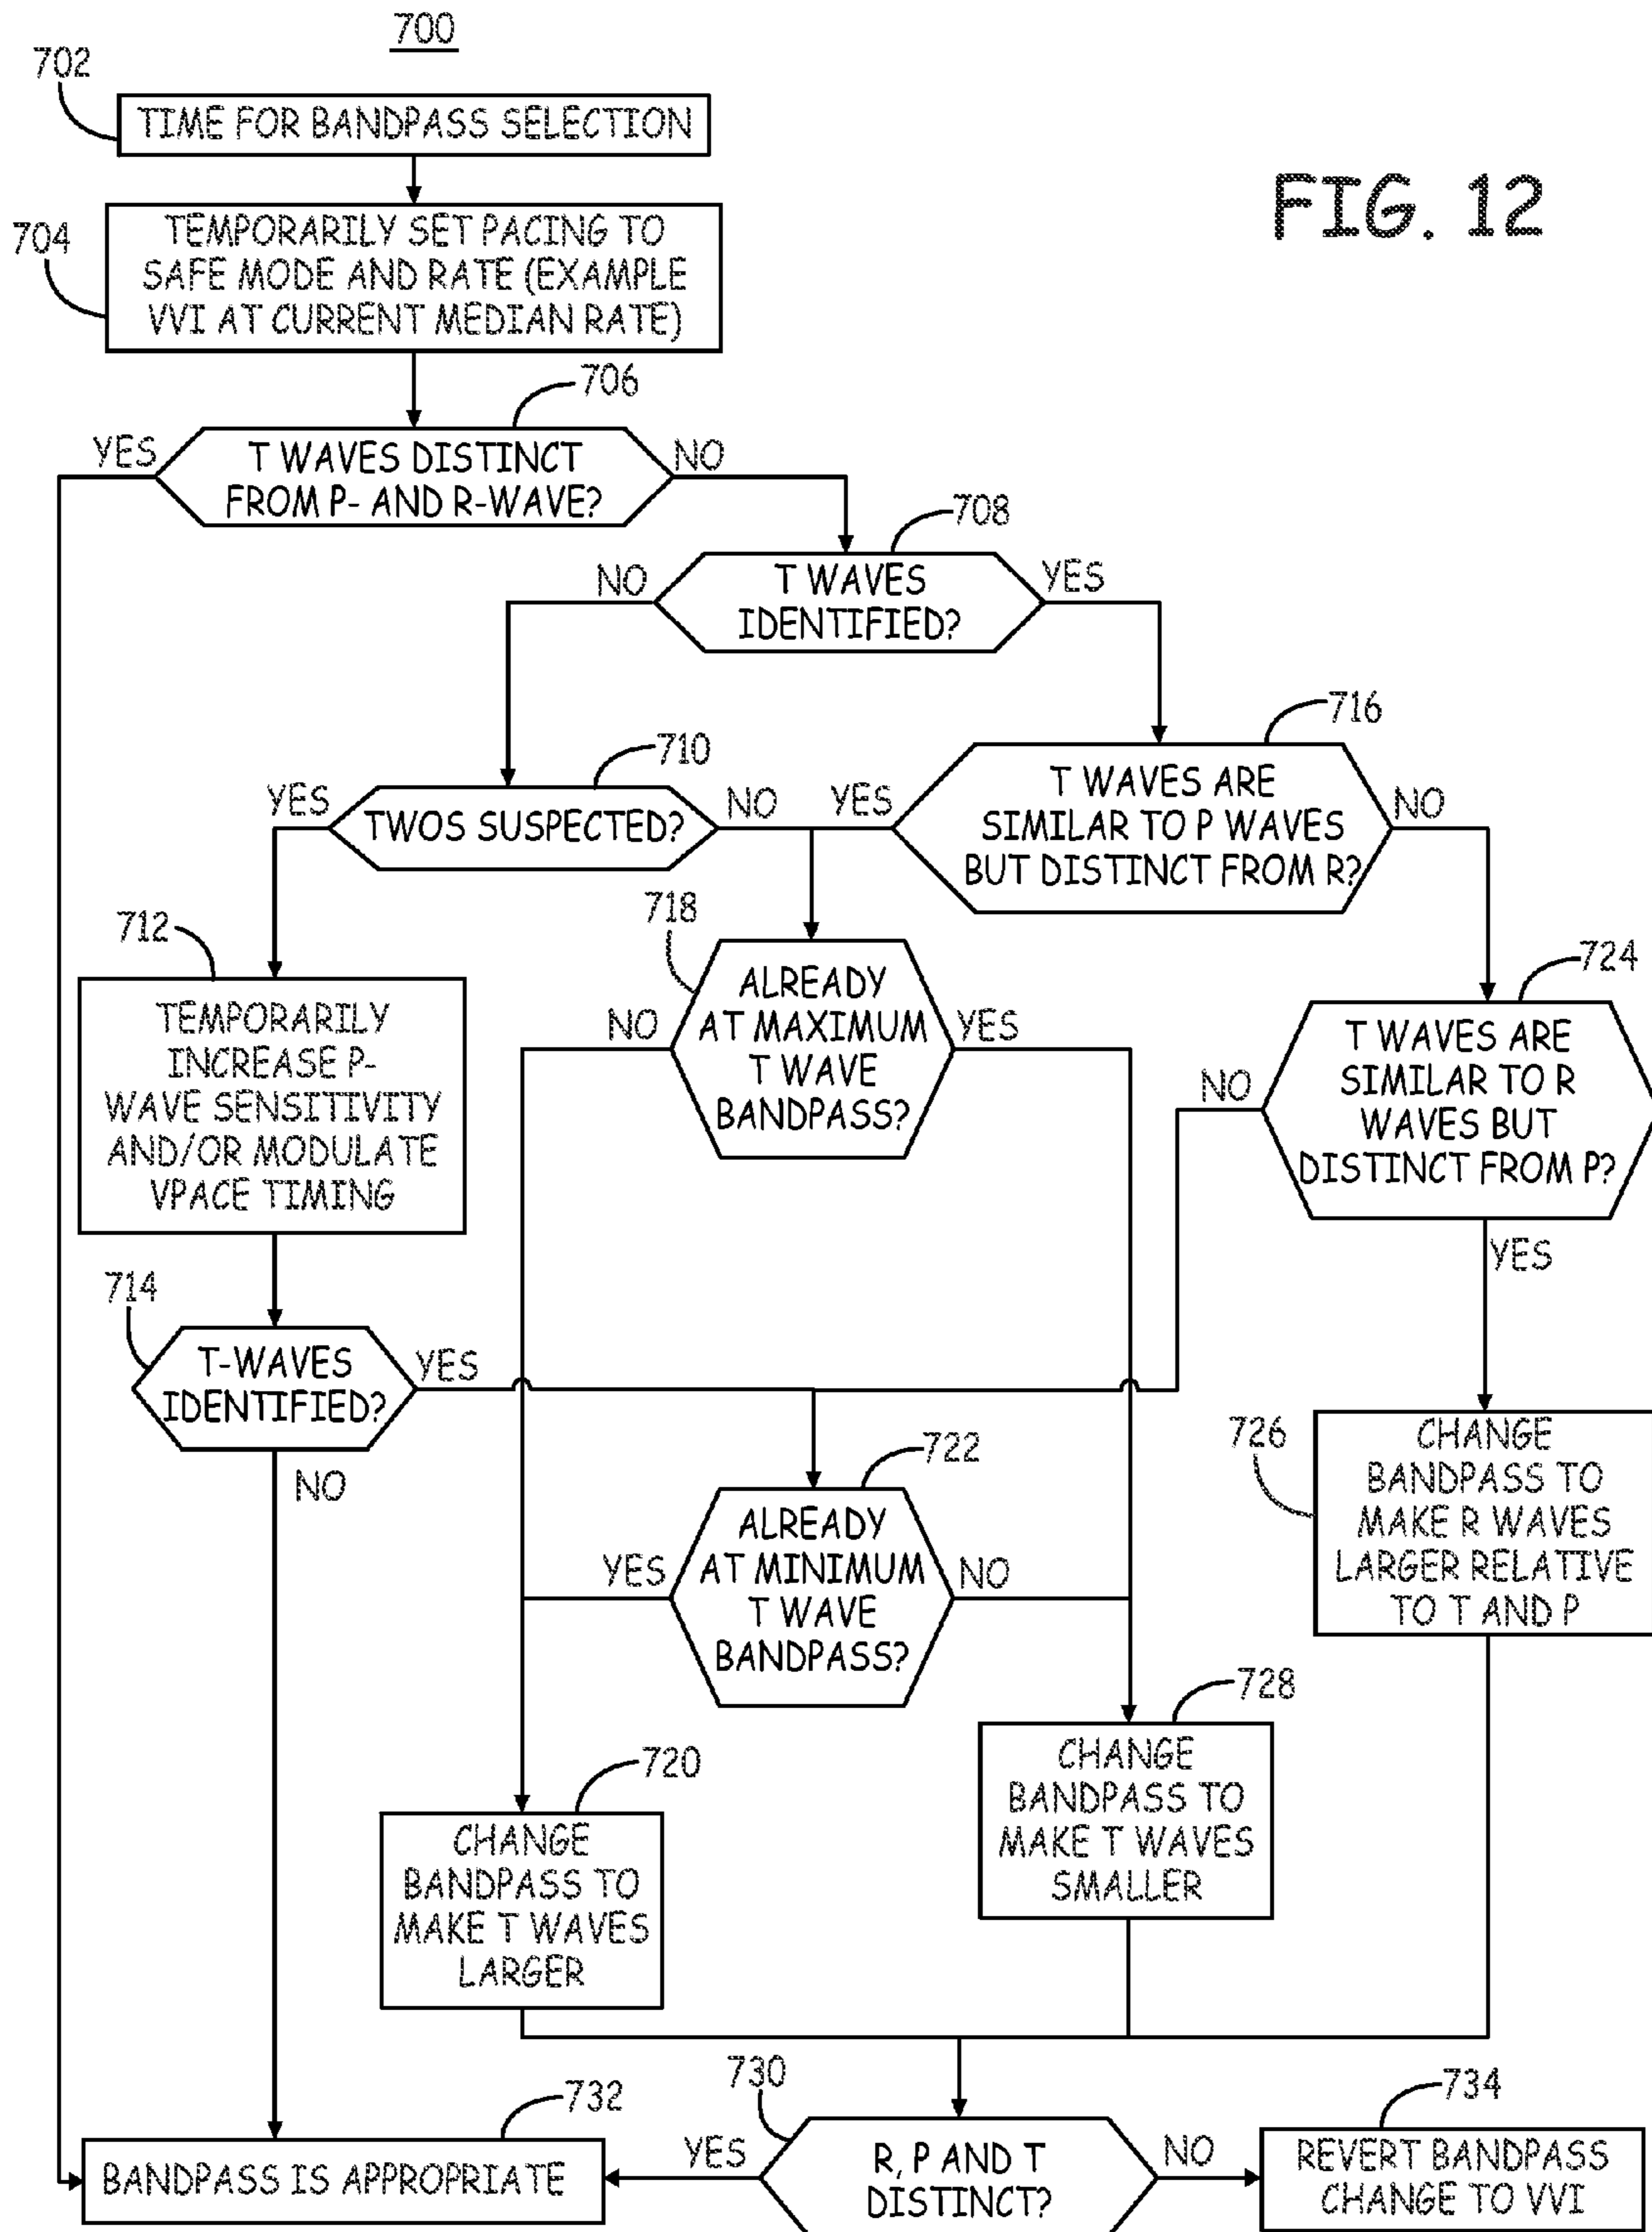 700
702
TIME FOR BANDPASS SELECTION
FIG. 12
704
TEMPORARILY SET PACING TO
SAFE MODE AND RATE (EXAMPLE
VVI AT CURRENT MEDIAN RATE)
706
YES
T WAVES DISTINCT
FROM P- AND R-WAVE?
NO
708
NO
T WAVES
IDENTIFIED?
YES
710
YES
TWOS SUSPECTED?
NO
716
YES
T WAVES ARE
SIMILAR TO P WAVES
BUT DISTINCT FROM R?
NO
712
TEMPORARILY
INCREASE P-
WAVE SENSITIVITY
AND/OR MODULATE
VPACE TIMING
718
NO
ALREADY
AT MAXIMUM
T WAVE
BANDPASS?
YES
724
NO
T WAVES ARE
SIMILAR TO R
WAVES BUT
DISTINCT FROM P?
YES
714
T-WAVES
IDENTIFIED?
YES
NO
722
YES
ALREADY
AT MINIMUM
T WAVE
BANDPASS?
NO
726
CHANGE
BANDPASS TO
MAKE R WAVES
LARGER RELATIVE
TO T AND P
728
CHANGE
BANDPASS TO
MAKE T WAVES
SMALLER
720
CHANGE
BANDPASS TO
MAKE T WAVES
LARGER
732
BANDPASS IS APPROPRIATE
730
YES
R, P AND T
DISTINCT?
NO
734
REVERT BANDPASS
CHANGE TO VVI